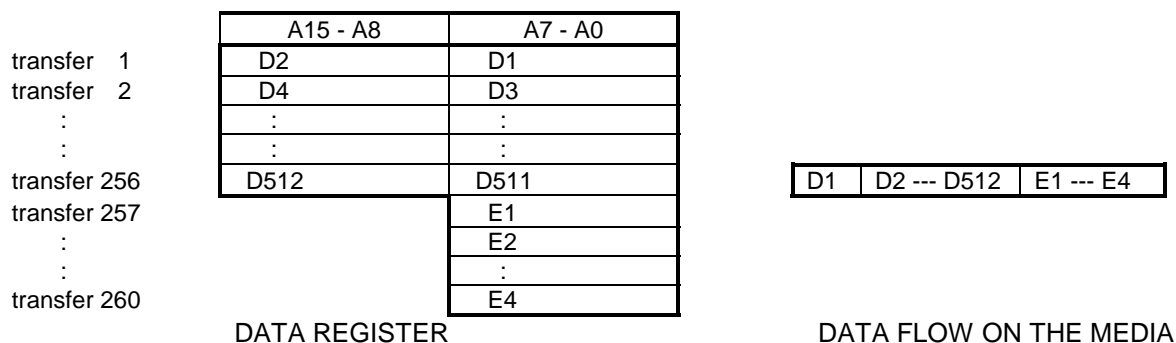 A15 - A8 A7 - A0
transfer 1 D2 D1
transfer 2 D4 D3
: : :
: : :
transfer 256 D512 D511 D1 D2 --- D512 E1 --- E4
transfer 257 E1
: E2
: :
transfer 260 E4
DATA REGISTER DATA FLOW ON THE MEDIA